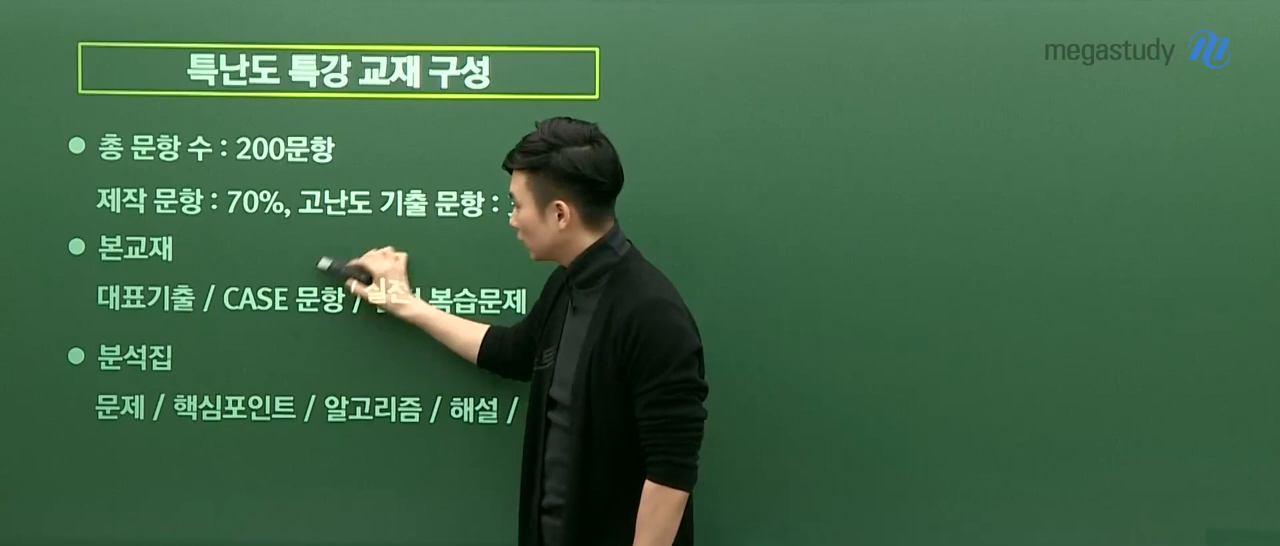 megastudy
특난도 특강 교재 구성
총 문항 수 : 200문항
제작 문항 : 70%, 고난도 기출 문항 :
본교재
대표기출 / CASE 문항 / 실전 복습문제
분석집
문제 / 핵심포인트 / 알고리즘 / 해설 /